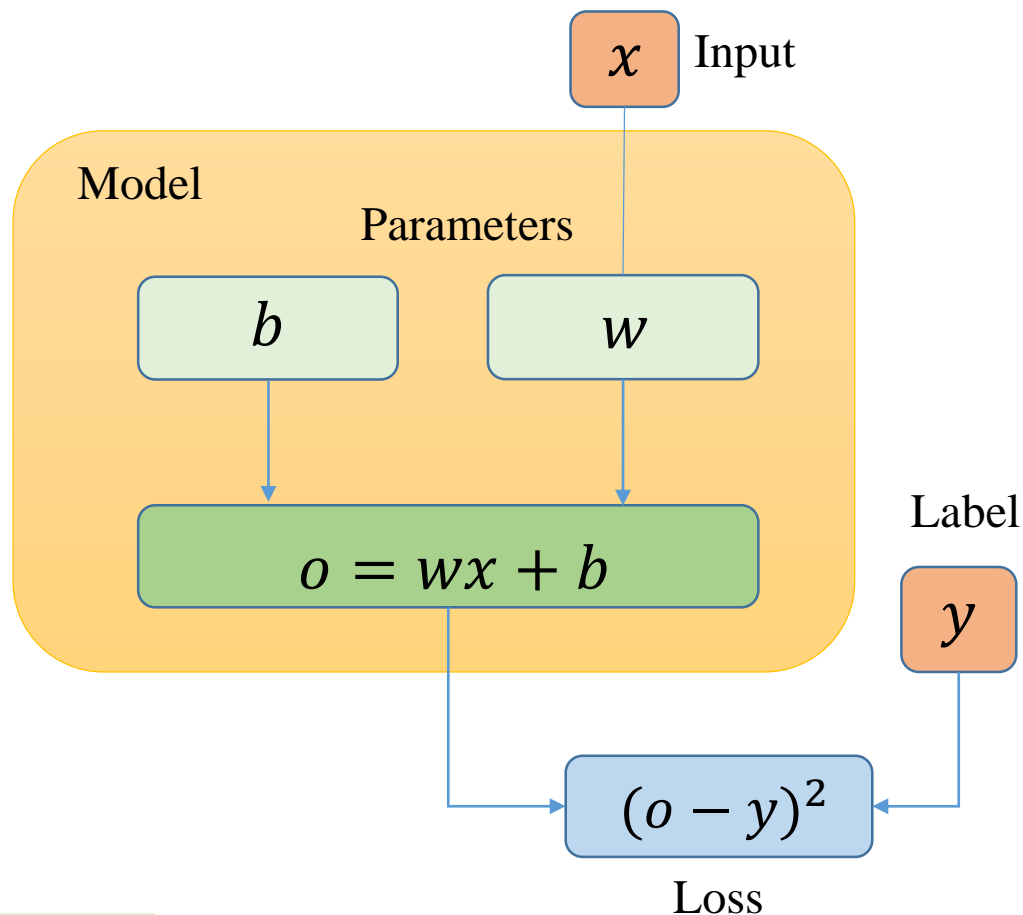 x Input
Model
Parameters
b w
Label
o = wx + b
y
(o − y)²
Loss